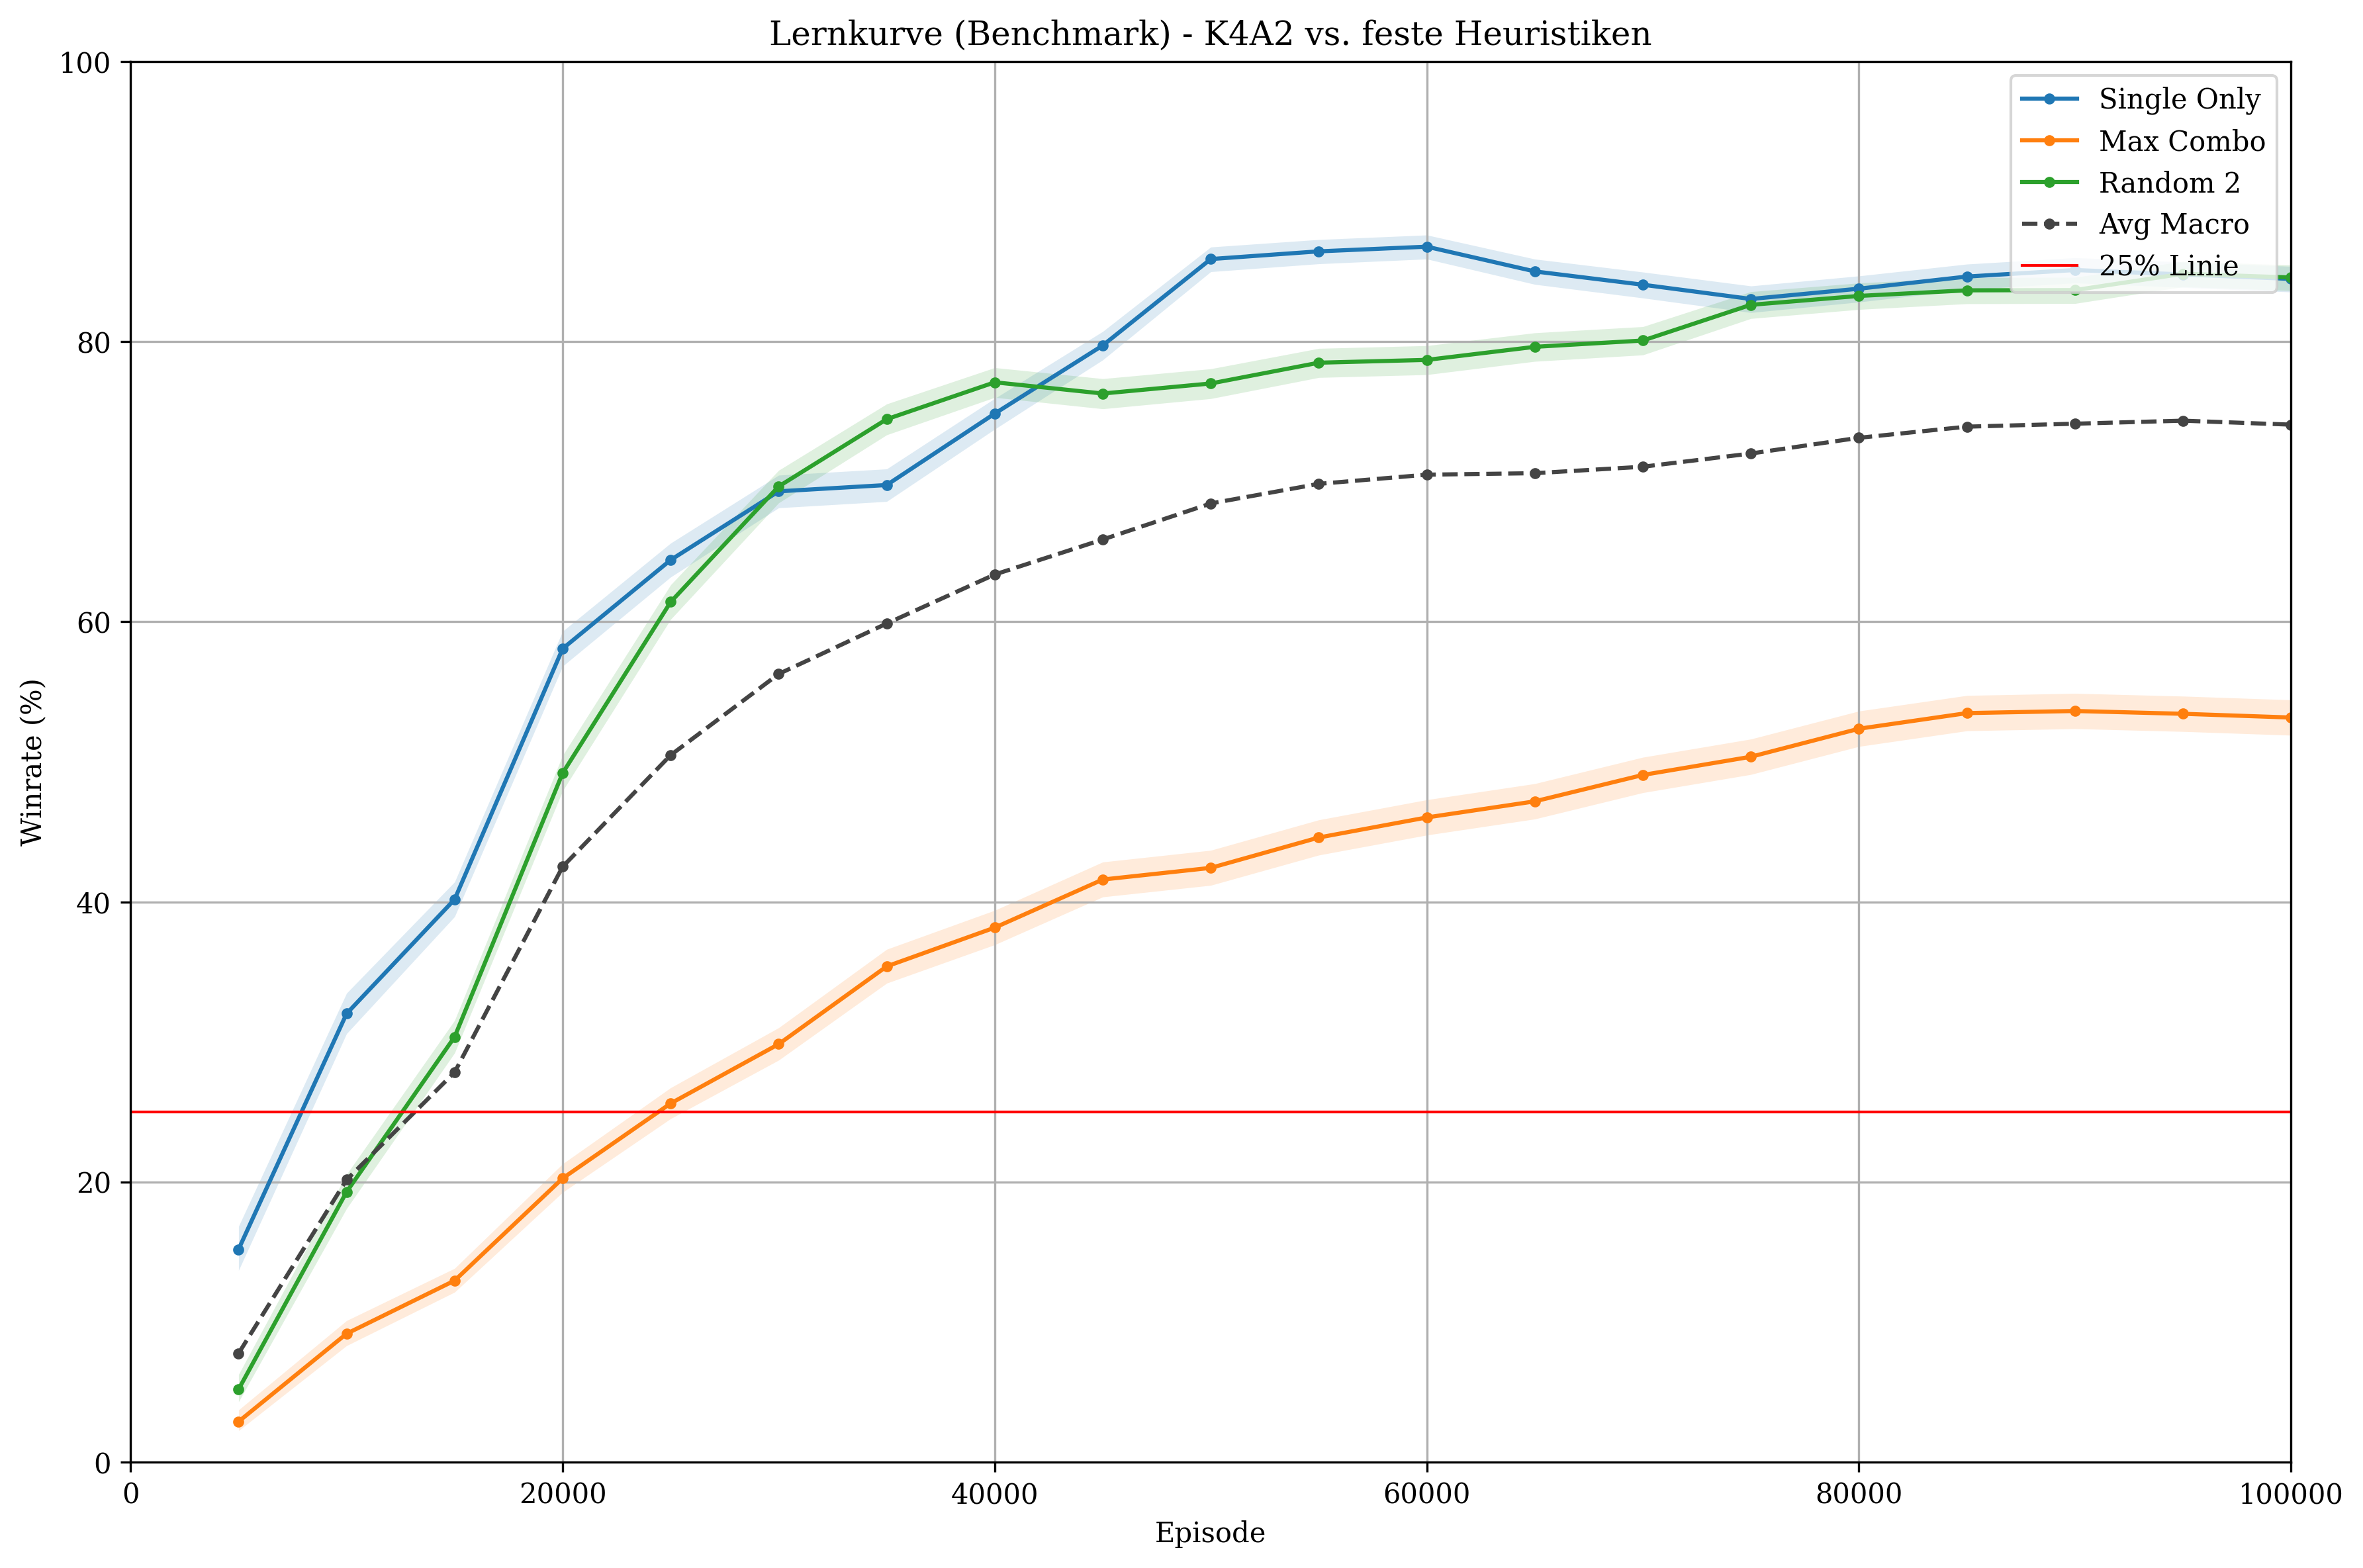 Lernkurve (Benchmark) - K4A2 vs. feste Heuristiken
100
80
60
40
20
0
Winrate (%)
Single Only
Max Combo
Random 2
Avg Macro
25% Linie
0 20000 40000 60000 80000 100000
Episode